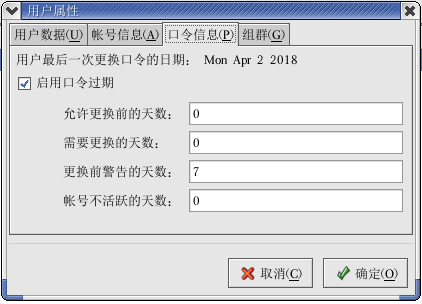 用户属性
用户数据(U) 帐号信息(A) 口令信息(P) 组群(G)
用户最后一次更换口令的日期： Mon Apr 2 2018
启用口令过期
允许更换前的天数： 0
需要更换的天数： 0
更换前警告的天数： 7
帐号不活跃的天数： 0
取消(C) 确定(O)